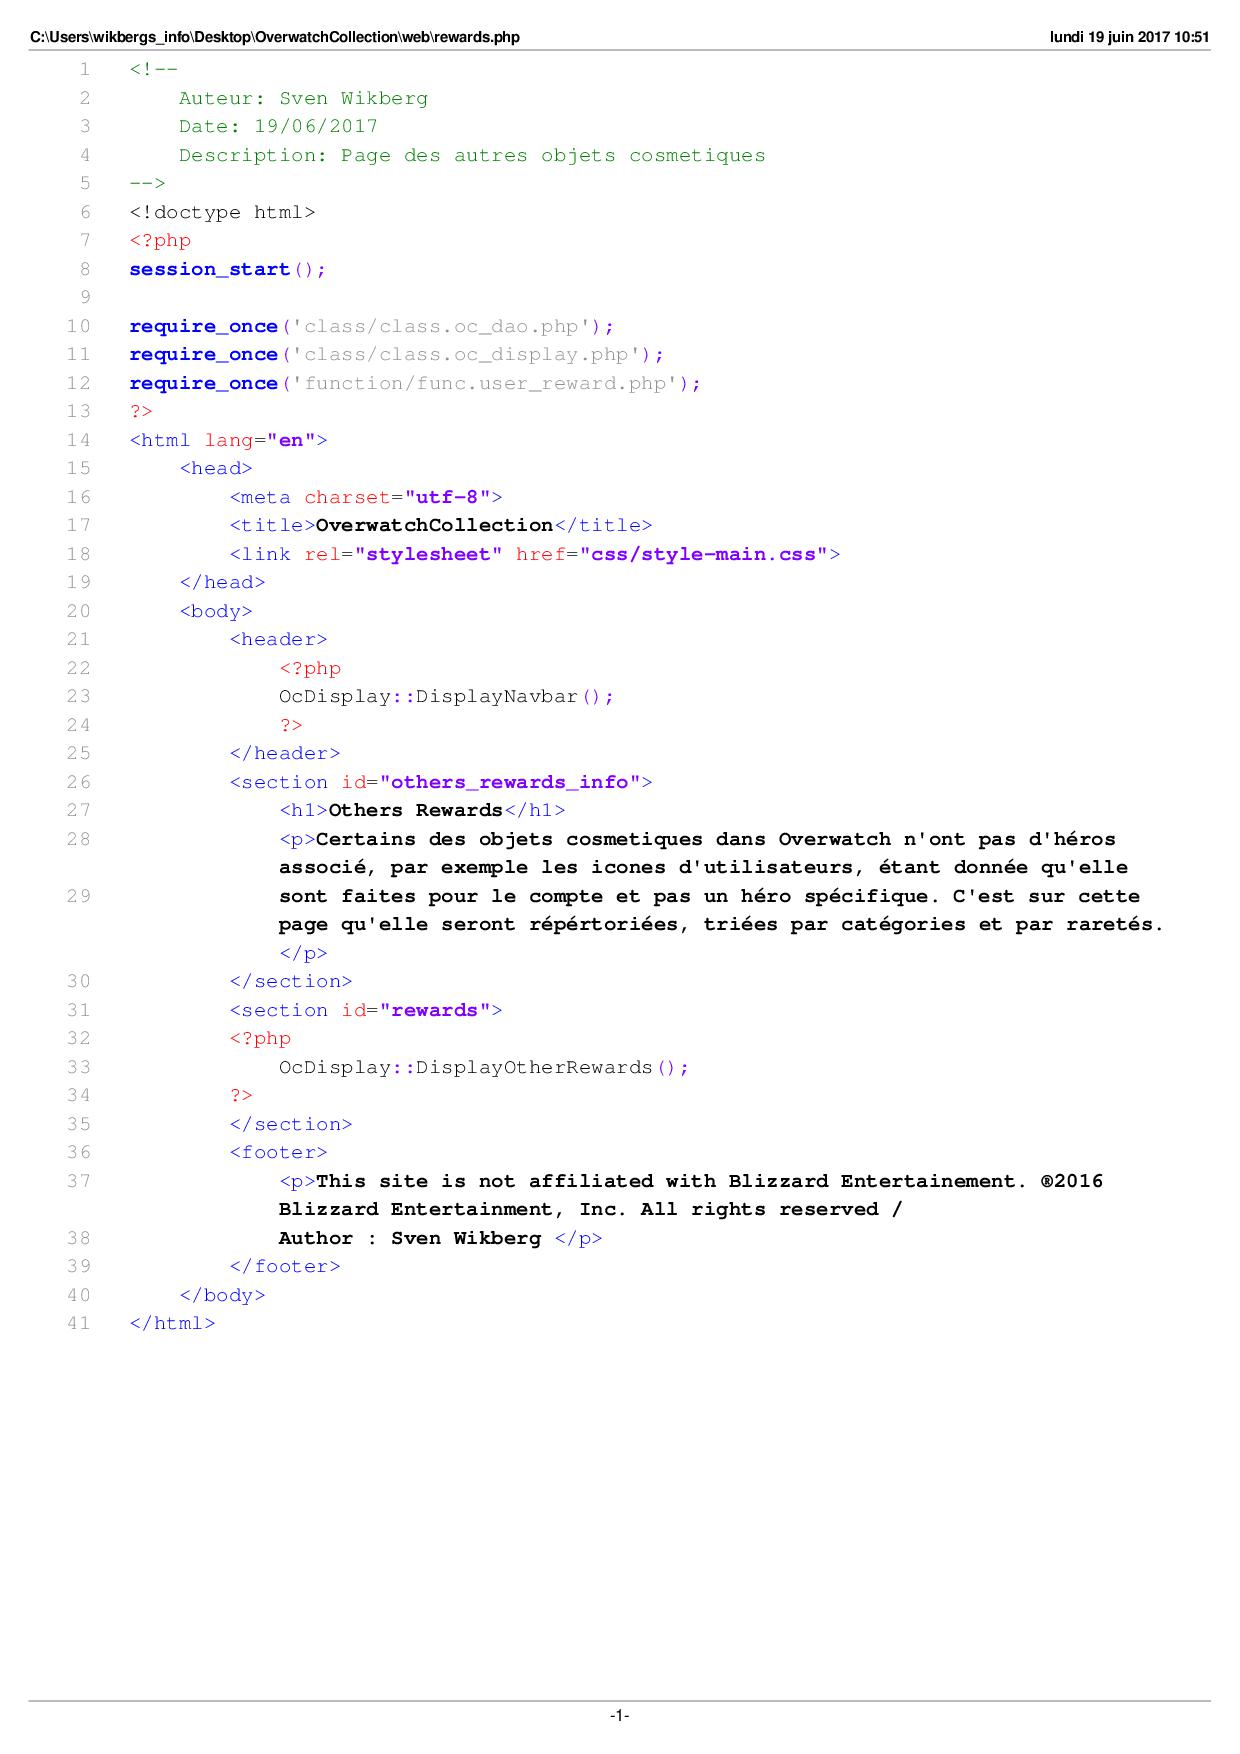 C:\Users\wikbergs_info\Desktop\OverwatchCollection\web\rewards.php lundi 19 juin 2017 10:51
1 <!--
2 Auteur: Sven Wikberg
3 Date: 19/06/2017
4 Description: Page des autres objets cosmetiques
5 -->
6 <!doctype html>
7 <?php
8 session_start();
9
10 require_once('class/class.oc_dao.php');
11 require_once('class/class.oc_display.php');
12 require_once('function/func.user_reward.php');
13 ?>
14 <html lang="en">
15 <head>
16 <meta charset="utf-8">
17 <title>OverwatchCollection</title>
18 <link rel="stylesheet" href="css/style-main.css">
19 </head>
20 <body>
21 <header>
22 <?php
23 OcDisplay::DisplayNavbar();
24 ?>
25 </header>
26 <section id="others_rewards_info">
27 <h1>Others Rewards</h1>
28 <p>Certains des objets cosmetiques dans Overwatch n'ont pas d'héros
associé, par exemple les icones d'utilisateurs, étant donnée qu'elle
29 sont faites pour le compte et pas un héro spécifique. C'est sur cette
page qu'elle seront répértoriées, triées par catégories et par raretés.
</p>
30 </section>
31 <section id="rewards">
32 <?php
33 OcDisplay::DisplayOtherRewards();
34 ?>
35 </section>
36 <footer>
37 <p>This site is not affiliated with Blizzard Entertainement. ®2016
Blizzard Entertainment, Inc. All rights reserved /
38 Author : Sven Wikberg </p>
39 </footer>
40 </body>
41 </html>
-1-